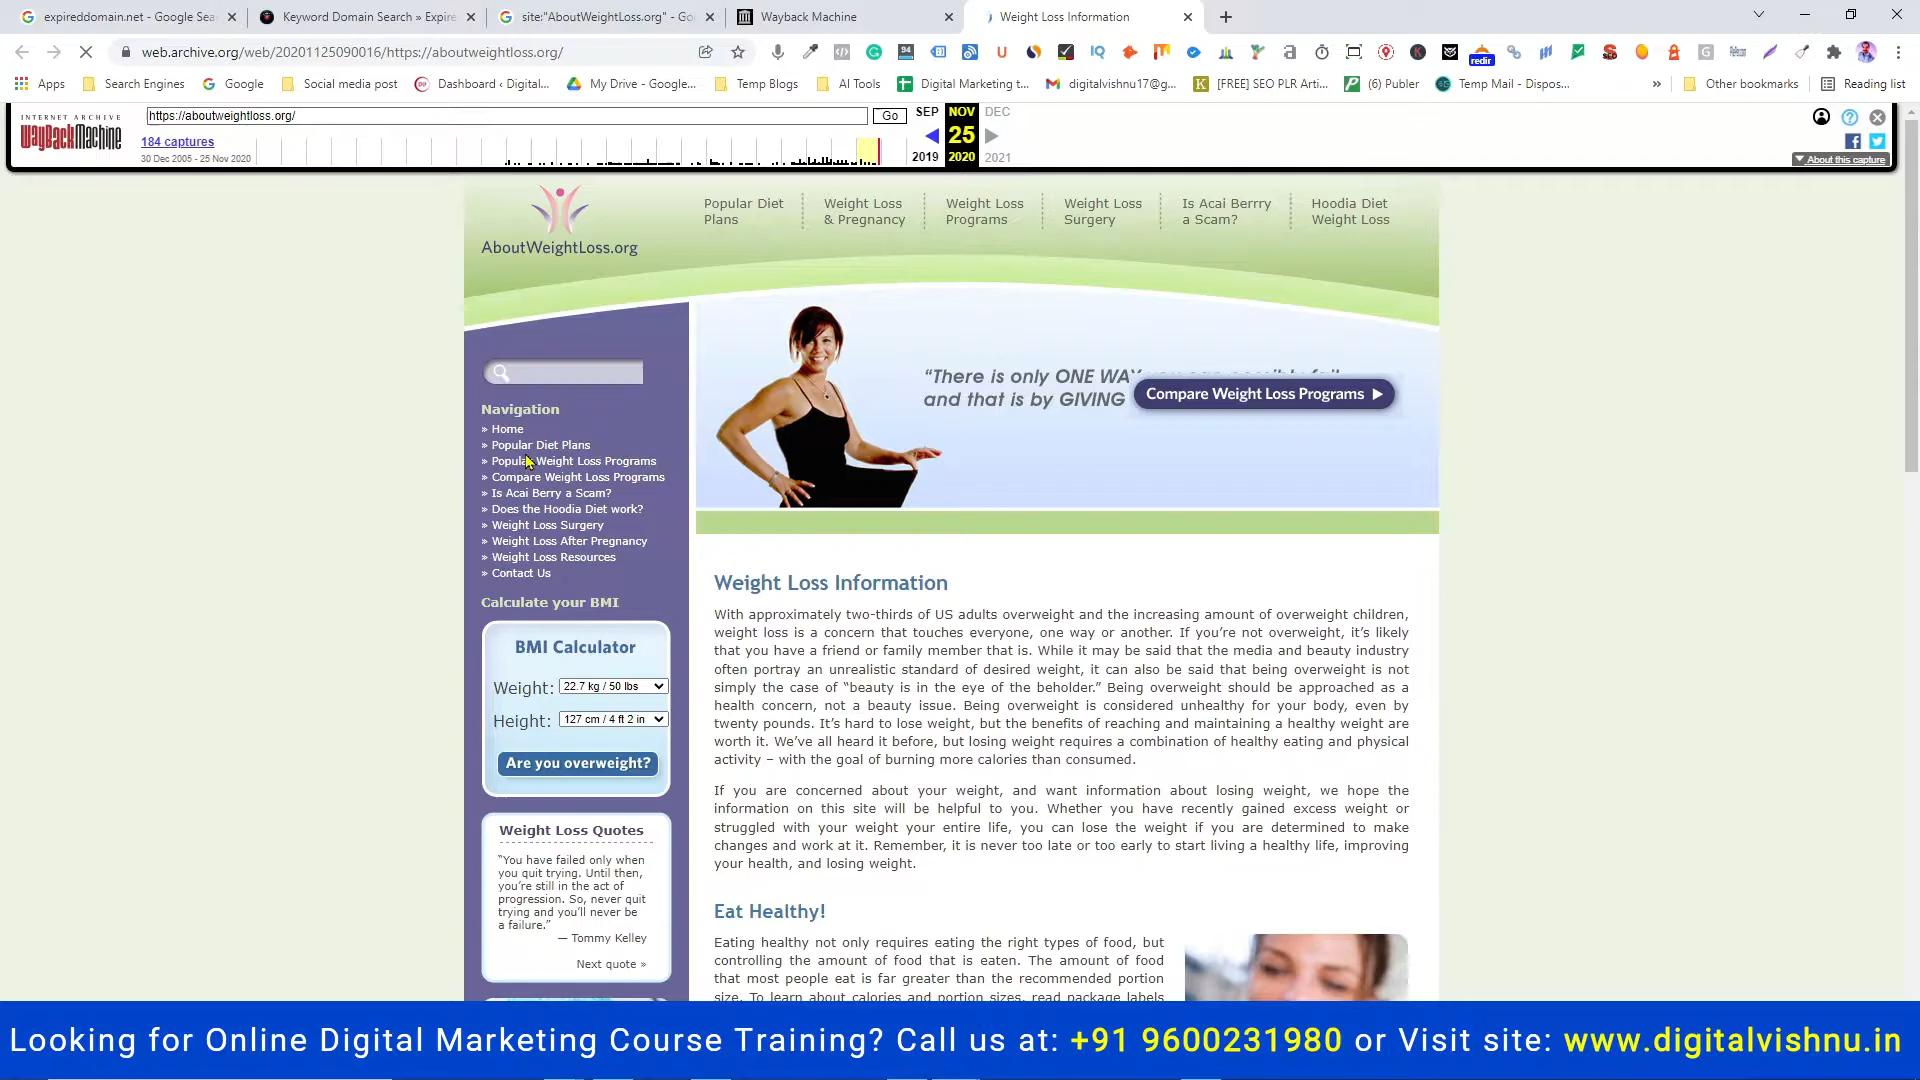 expireddomain.net - Google Sea
Keyword Domain Search » Expire
site:"AboutWeightLoss.org" - Go
Wayback Machine
Weight Loss Information
web.archive.org/web/20201125090016/https://aboutweightloss.org/
94
redir
Apps
Search Engines
Google
Social media post
Dashboard ‹ Digital...
My Drive - Google...
Temp Blogs
AI Tools
Digital Marketing t...
digitalvishnu17@g...
[FREE] SEO PLR Arti...
(6) Publer
Temp Mail - Dispos...
»
Other bookmarks
Reading list
INTERNET ARCHIVE
WayBackMachine
https://aboutweightloss.org/
Go
184 captures
30 Dec 2005 - 25 Nov 2020
SEP NOV DEC
25
2019 2020 2021
About this capture
AboutWeightLoss.org
Popular Diet
Plans
Weight Loss
& Pregnancy
Weight Loss
Programs
Weight Loss
Surgery
Is Acai Berrry
a Scam?
Hoodia Diet
Weight Loss
Navigation
» Home
» Popular Diet Plans
» Popular Weight Loss Programs
» Compare Weight Loss Programs
» Is Acai Berry a Scam?
» Does the Hoodia Diet work?
» Weight Loss Surgery
» Weight Loss After Pregnancy
» Weight Loss Resources
» Contact Us
Calculate your BMI
BMI Calculator
Weight: 22.7 kg / 50 lbs
Height: 127 cm / 4 ft 2 in
Are you overweight?
Weight Loss Quotes
“You have failed only when
you quit trying. Until then,
you’re still in the act of
progression. So, never quit
trying and you’ll never be
a failure.”
— Tommy Kelley
Next quote »
“There is only ONE WAY
and that is by GIVING
Compare Weight Loss Programs
Weight Loss Information
With approximately two-thirds of US adults overweight and the increasing amount of overweight children,
weight loss is a concern that touches everyone, one way or another. If you’re not overweight, it’s likely
that you have a friend or family member that is. While it may be said that the media and beauty industry
often portray an unrealistic standard of desired weight, it can also be said that being overweight is not
simply the case of “beauty is in the eye of the beholder.” Being overweight should be approached as a
health concern, not a beauty issue. Being overweight is considered unhealthy for your body, even by
twenty pounds. It’s hard to lose weight, but the benefits of reaching and maintaining a healthy weight are
worth it. We’ve all heard it before, but losing weight requires a combination of healthy eating and physical
activity – with the goal of burning more calories than consumed.
If you are concerned about your weight, and want information about losing weight, we hope the
information on this site will be helpful to you. Whether you have recently gained excess weight or
struggled with your weight your entire life, you can lose the weight if you are determined to make
changes and work at it. Remember, it is never too late or too early to start living a healthy life, improving
your health, and losing weight.
Eat Healthy!
Eating healthy not only requires eating the right types of food, but
controlling the amount of food that is eaten. The amount of food
that most people eat is far greater than the recommended portion
size. To learn about calories and portion sizes, read package labels
Looking for Online Digital Marketing Course Training? Call us at: +91 9600231980 or Visit site: www.digitalvishnu.in